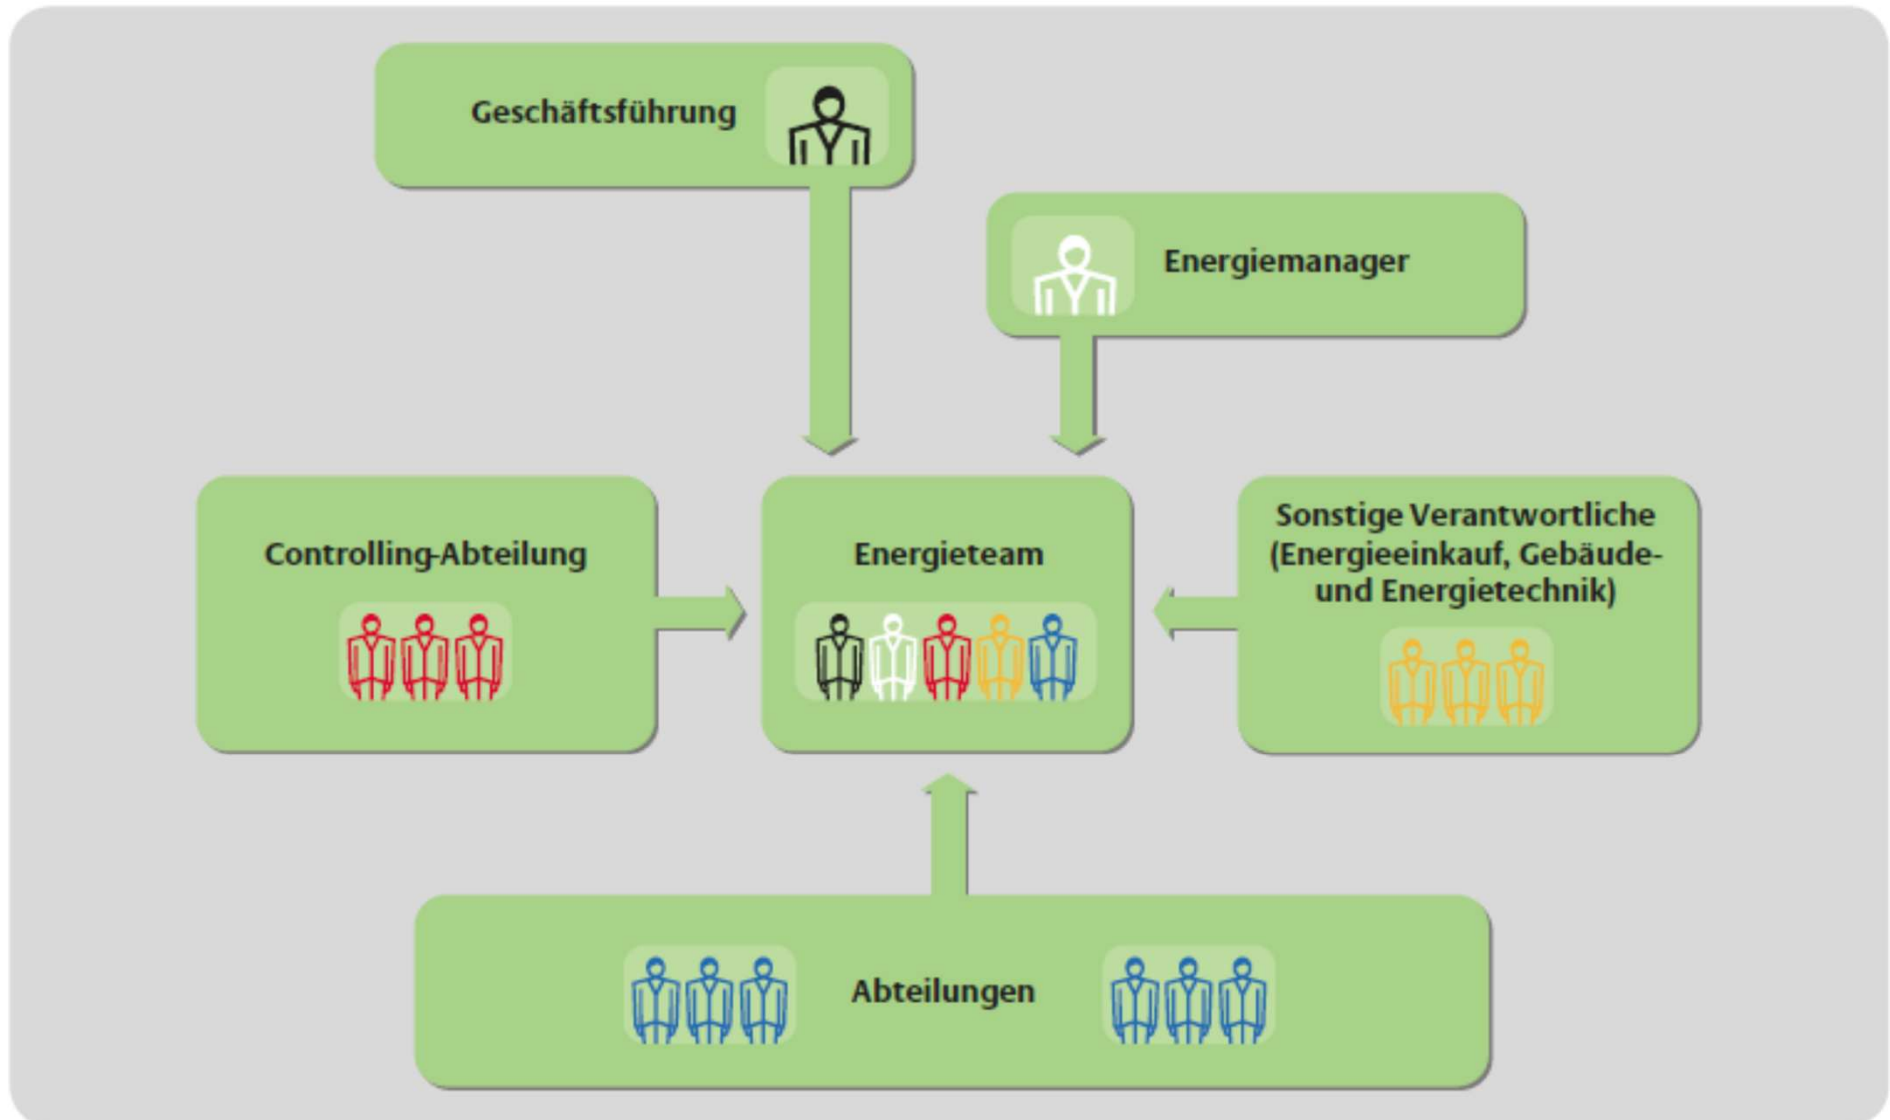 Geschäftsführung
Energiemanager
Controlling-Abteilung
Energieteam
Sonstige Verantwortliche
(Energieeinkauf, Gebäude-
und Energietechnik)
Abteilungen